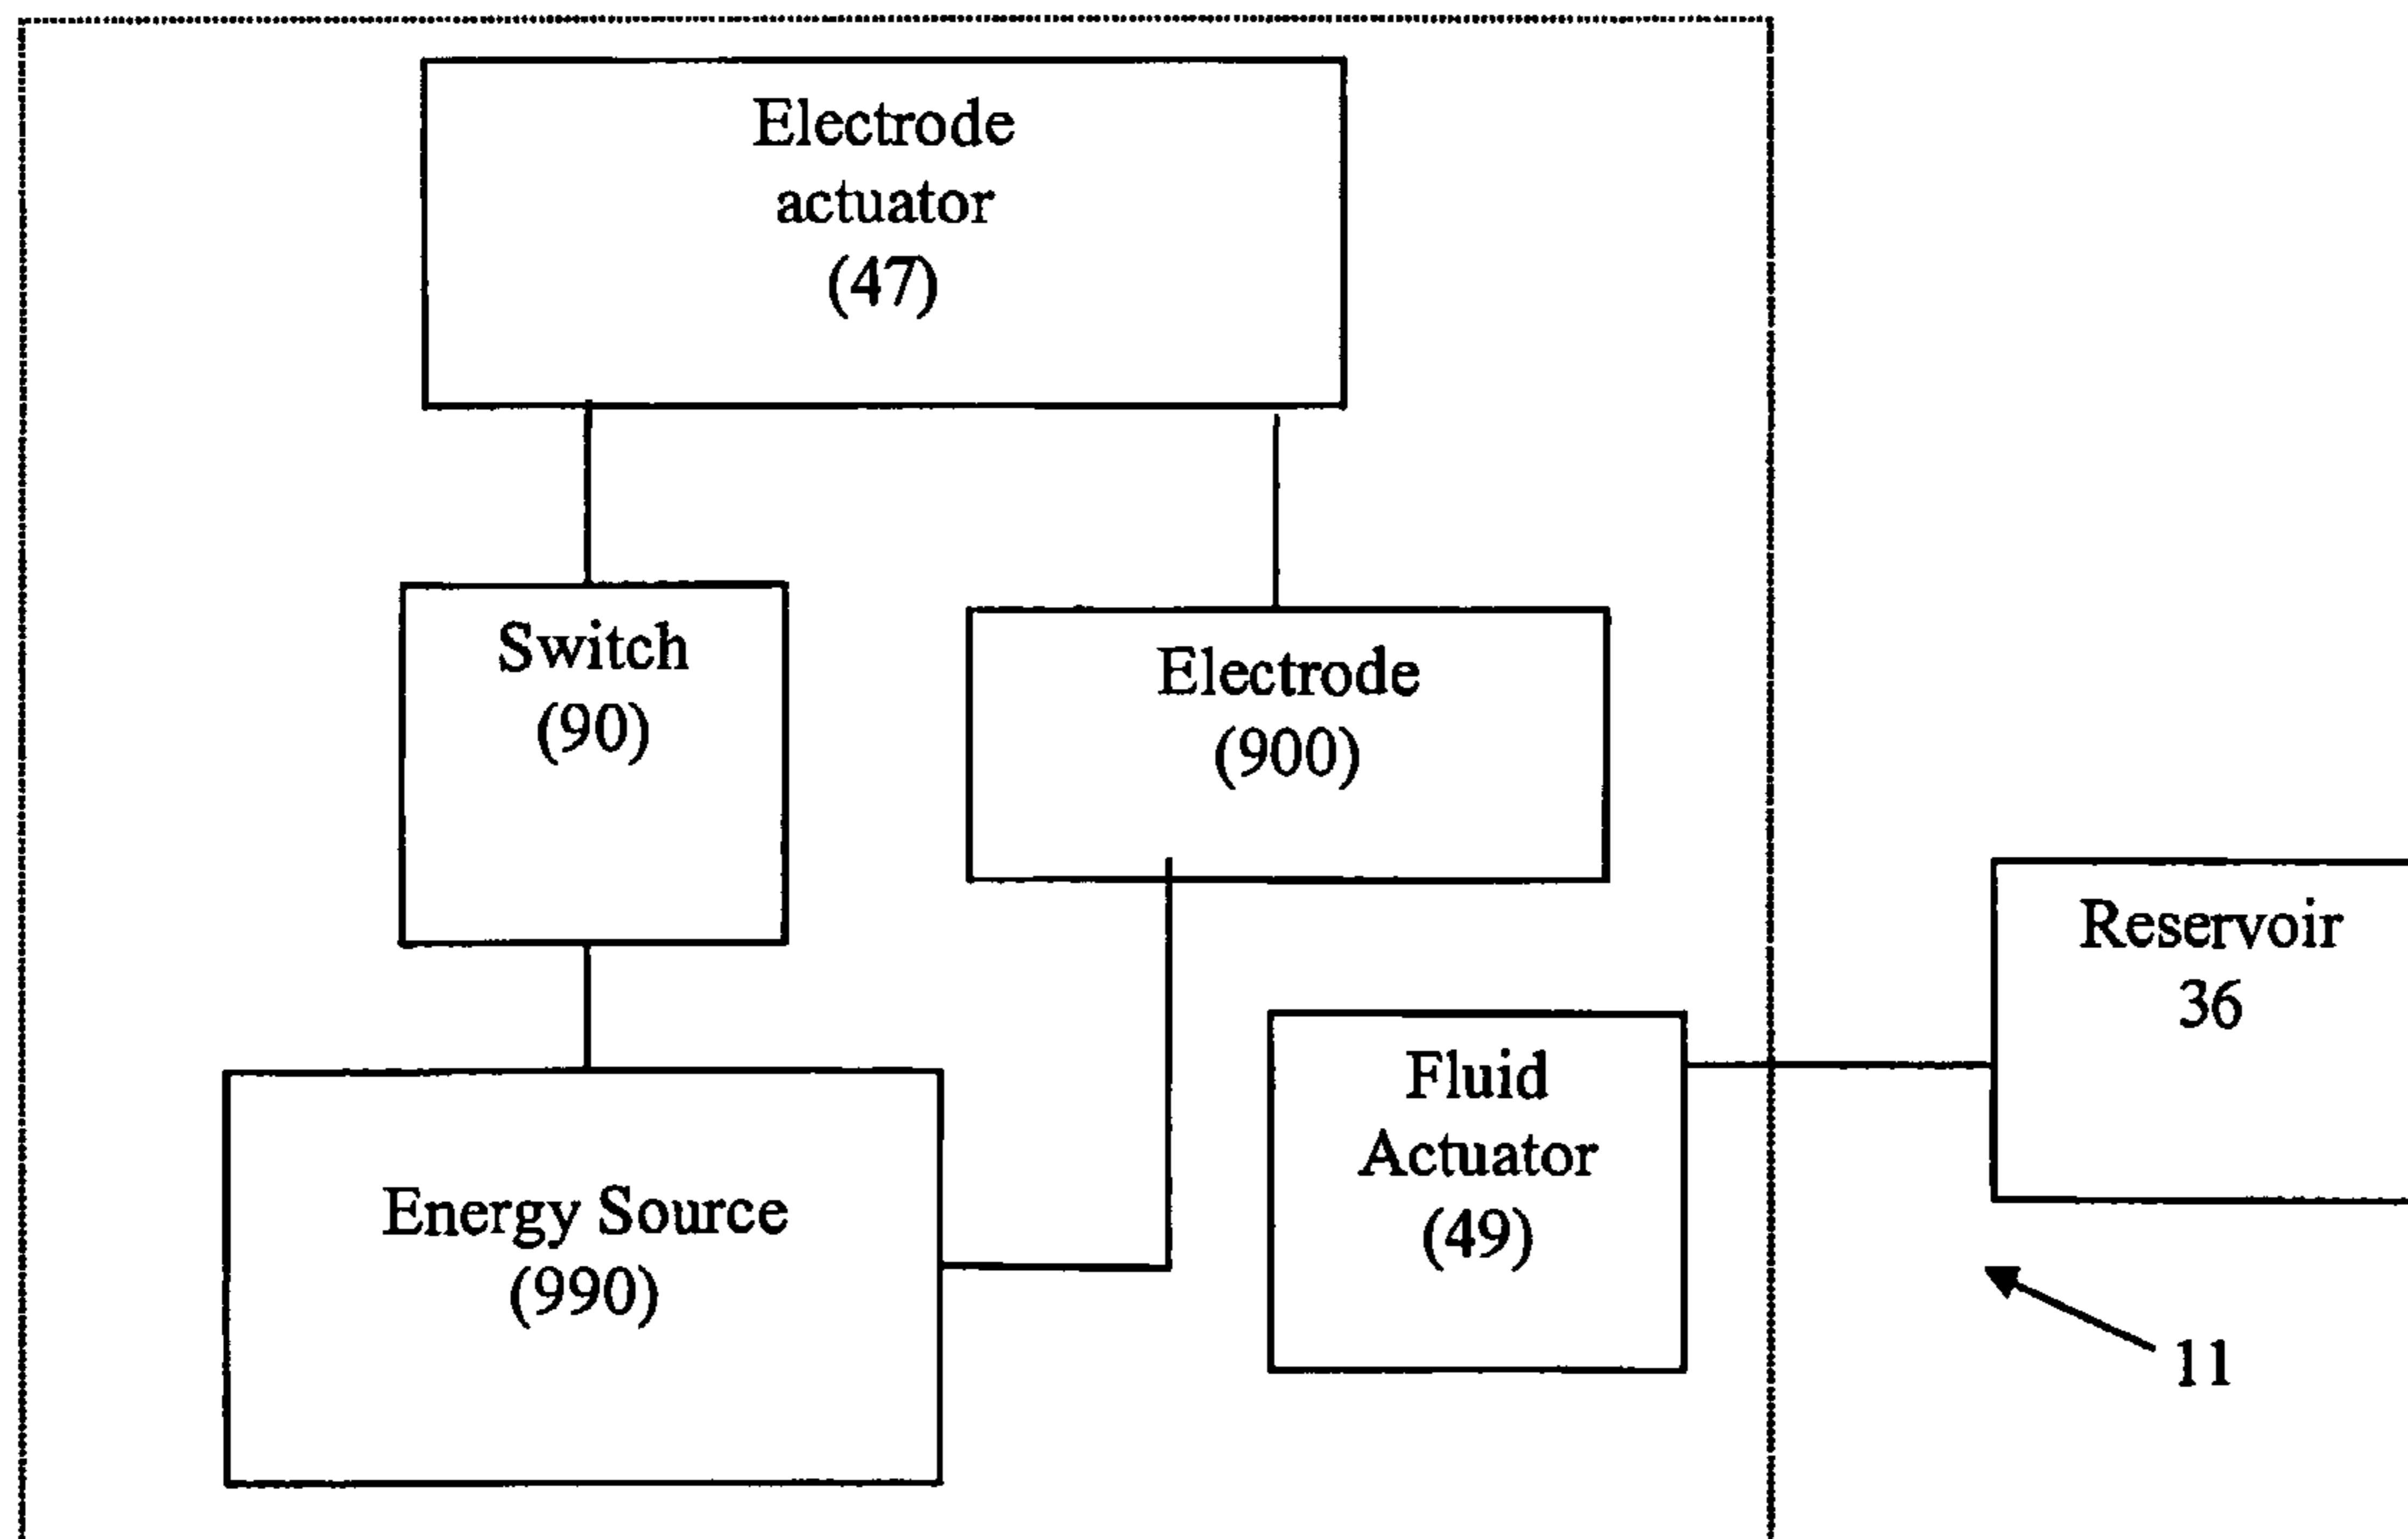 Electrode
actuator
(47)
Switch
(90)
Electrode
(900)
Reservoir
36
Fluid
Actuator
(49)
Energy Source
(990)
11